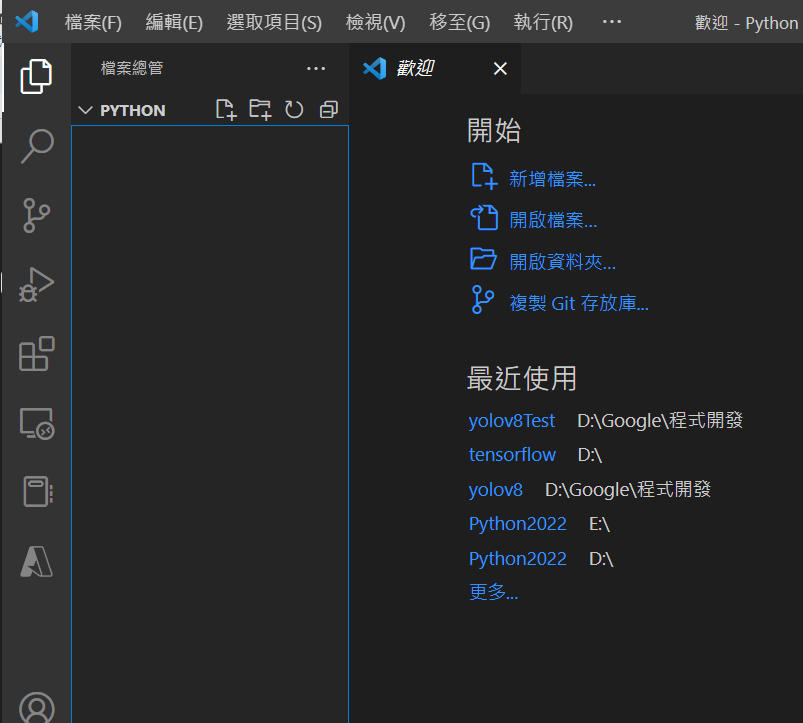 檔案(F) 編輯(E) 選取項目(S) 檢視(V) 移至(G) 執行(R) ··· 歡迎 - Python
檔案總管 ···
PYTHON
歡迎
開始
新增檔案...
開啟檔案...
開啟資料夾...
複製 Git 存放庫...
最近使用
yolov8Test D:\Google\程式開發
tensorflow D:\
yolov8 D:\Google\程式開發
Python2022 E:\
Python2022 D:\
更多...